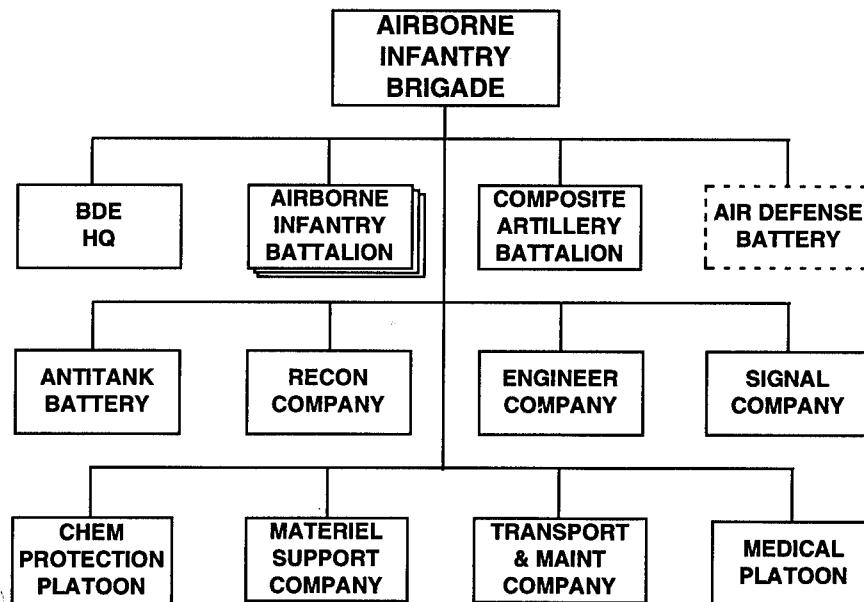 AIRBORNE
INFANTRY
BRIGADE
BDE
HQ
AIRBORNE
INFANTRY
BATTALION
COMPOSITE
ARTILLERY
BATTALION
AIR DEFENSE
BATTERY
ANTITANK
BATTERY
RECON
COMPANY
ENGINEER
COMPANY
SIGNAL
COMPANY
CHEM
PROTECTION
PLATOON
MATERIEL
SUPPORT
COMPANY
TRANSPORT
& MAINT
COMPANY
MEDICAL
PLATOON